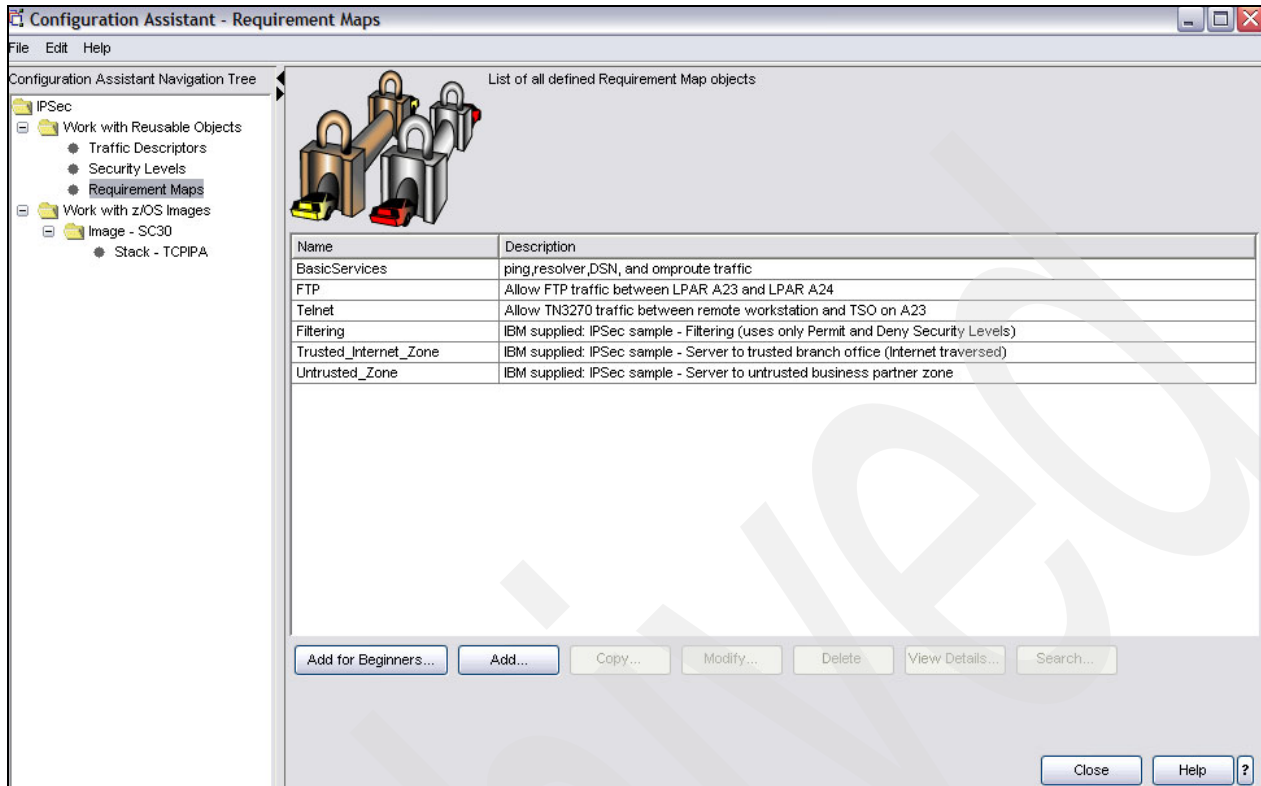 Configuration Assistant - Requirement Maps
File Edit Help
Configuration Assistant Navigation Tree
IPSec
Work with Reusable Objects
Traffic Descriptors
Security Levels
Requirement Maps
Work with z/OS Images
Image - SC30
Stack - TCPIPA
List of all defined Requirement Map objects
Name Description
BasicServices ping,resolver,DSN, and omproute traffic
FTP Allow FTP traffic between LPAR A23 and LPAR A24
Telnet Allow TN3270 traffic between remote workstation and TSO on A23
Filtering IBM supplied: IPSec sample - Filtering (uses only Permit and Deny Security Levels)
Trusted_Internet_Zone IBM supplied: IPSec sample - Server to trusted branch office (Internet traversed)
Untrusted_Zone IBM supplied: IPSec sample - Server to untrusted business partner zone
Add for Beginners... Add... Copy... Modify... Delete View Details... Search...
Close Help ?